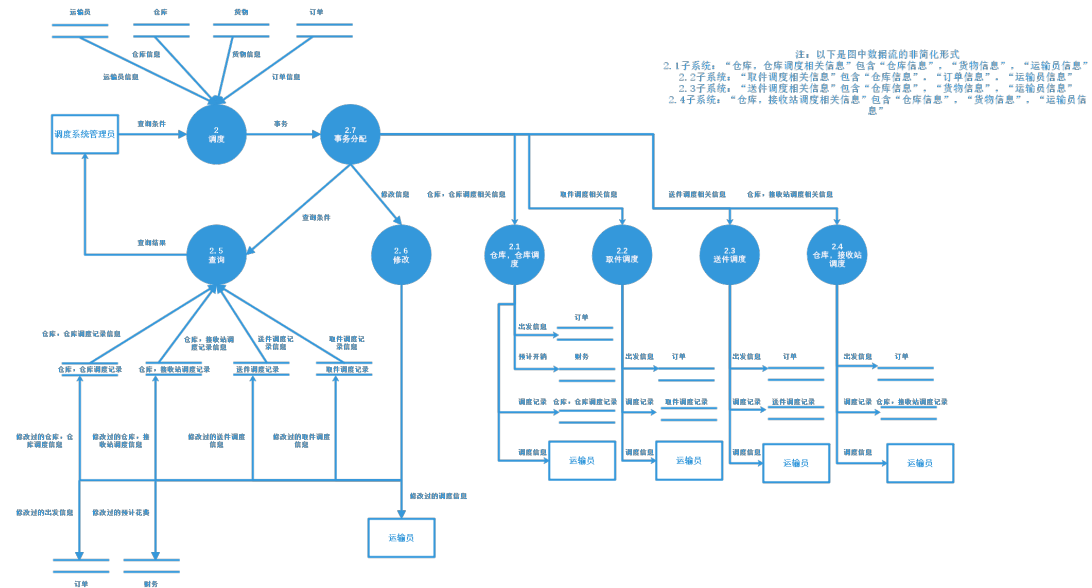 运输员
仓库
货物
订单
仓库信息
货物信息
运输员信息
订单信息
注：以下是图中数据流的非简化形式
2.1子系统：“仓库，仓库调度相关信息”包含“仓库信息”，“货物信息”，“运输员信息”
2.2子系统：“取件调度相关信息”包含“仓库信息”，“订单信息”，“运输员信息”
2.3子系统：“送件调度相关信息”包含“仓库信息”，“货物信息”，“运输员信息”
2.4子系统：“仓库，接收站调度相关信息”包含“仓库信息”，“货物信息”，“运输员信
息”
调度系统管理员
查询条件
2
调度
事务
2.7
事务分配
修改信息
仓库，仓库调度相关信息
取件调度相关信息
送件调度相关信息
仓库，接收站调度相关信息
查询条件
查询结果
2.5
查询
2.6
修改
2.1
仓库，仓库调
度
2.2
取件调度
2.3
送件调度
2.4
仓库，接收站
调度
仓库，仓库调度记录信息
仓库，接收站调
度记录信息
送件调度记
录信息
取件调度记
录信息
仓库，仓库调度记录
仓库，接收站调度记录
送件调度记录
取件调度记录
出发信息
订单
预计开销
财务
调度记录
仓库，仓库调度记录
调度信息
运输员
出发信息
订单
调度记录
取件调度记录
调度信息
运输员
出发信息
订单
调度记录
送件调度记录
调度信息
运输员
出发信息
订单
调度记录
仓库，接收站调度记录
调度信息
运输员
修改过的仓库，仓
库调度信息
修改过的仓库，接
收站调度信息
修改过的送件调度
信息
修改过的取件调度
信息
修改过的调度信息
修改过的出发信息
修改过的预计花费
运输员
订单
财务